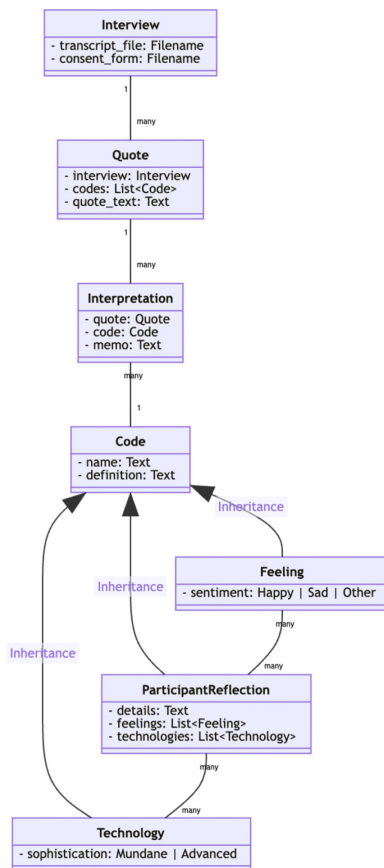 Interview
- transcript_file: Filename
- consent_form: Filename
1
many
Quote
- interview: Interview
- codes: List<Code>
- quote_text: Text
1
many
Interpretation
- quote: Quote
- code: Code
- memo: Text
many
1
Code
- name: Text
- definition: Text
Inheritance
Feeling
- sentiment: Happy | Sad | Other
Inheritance
many
Inheritance
many
ParticipantReflection
- details: Text
- feelings: List<Feeling>
- technologies: List<Technology>
many
many
Technology
- sophistication: Mundane | Advanced